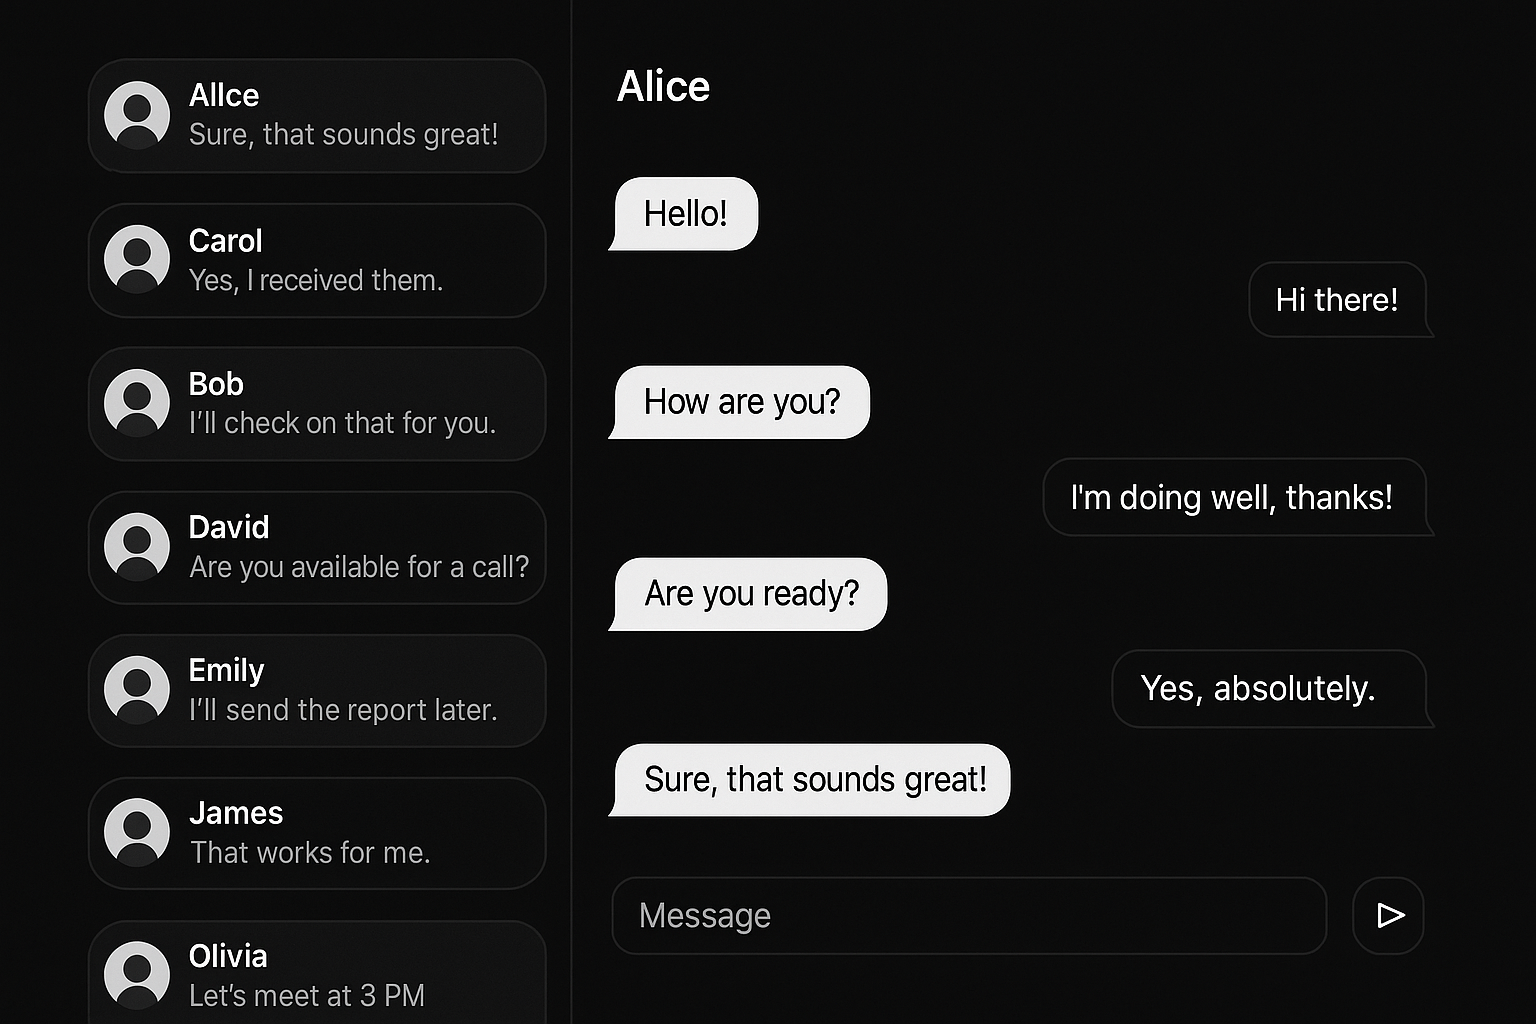 Allce
Sure, that sounds great!
Carol
Yes, I received them.
Bob
I’ll check on that for you.
David
Are you available for a call?
Emily
I’ll send the report later.
James
That works for me.
Olivia
Let’s meet at 3 PM
Alice
Hello!
Hi there!
How are you?
I'm doing well, thanks!
Are you ready?
Yes, absolutely.
Sure, that sounds great!
Message